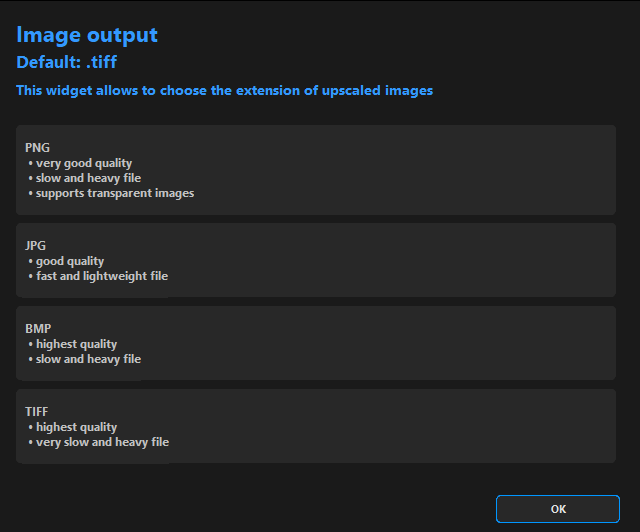 Image output
Default: .tiff
This widget allows to choose the extension of upscaled images
PNG
• very good quality
• slow and heavy file
• supports transparent images
JPG
• good quality
• fast and lightweight file
BMP
• highest quality
• slow and heavy file
TIFF
• highest quality
• very slow and heavy file
OK